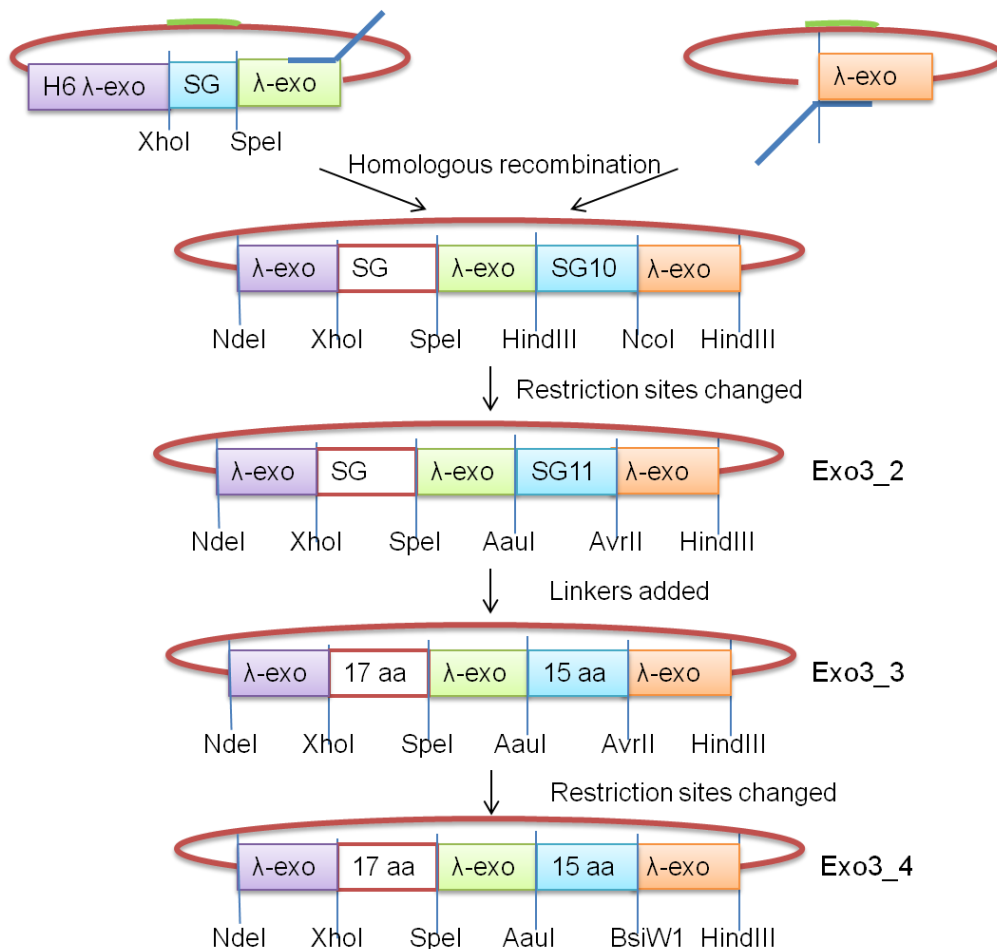 H6 λ-exo SG λ-exo
λ-exo
XhoI SpeI
Homologous recombination
λ-exo SG λ-exo SG10 λ-exo
NdeI XhoI SpeI HindIII NcoI HindIII
Restriction sites changed
λ-exo SG λ-exo SG11 λ-exo
Exo3_2
NdeI XhoI SpeI AauI AvrII HindIII
Linkers added
λ-exo 17 aa λ-exo 15 aa λ-exo
Exo3_3
NdeI XhoI SpeI AauI AvrII HindIII
Restriction sites changed
λ-exo 17 aa λ-exo 15 aa λ-exo
Exo3_4
NdeI XhoI SpeI AauI BsiW1 HindIII